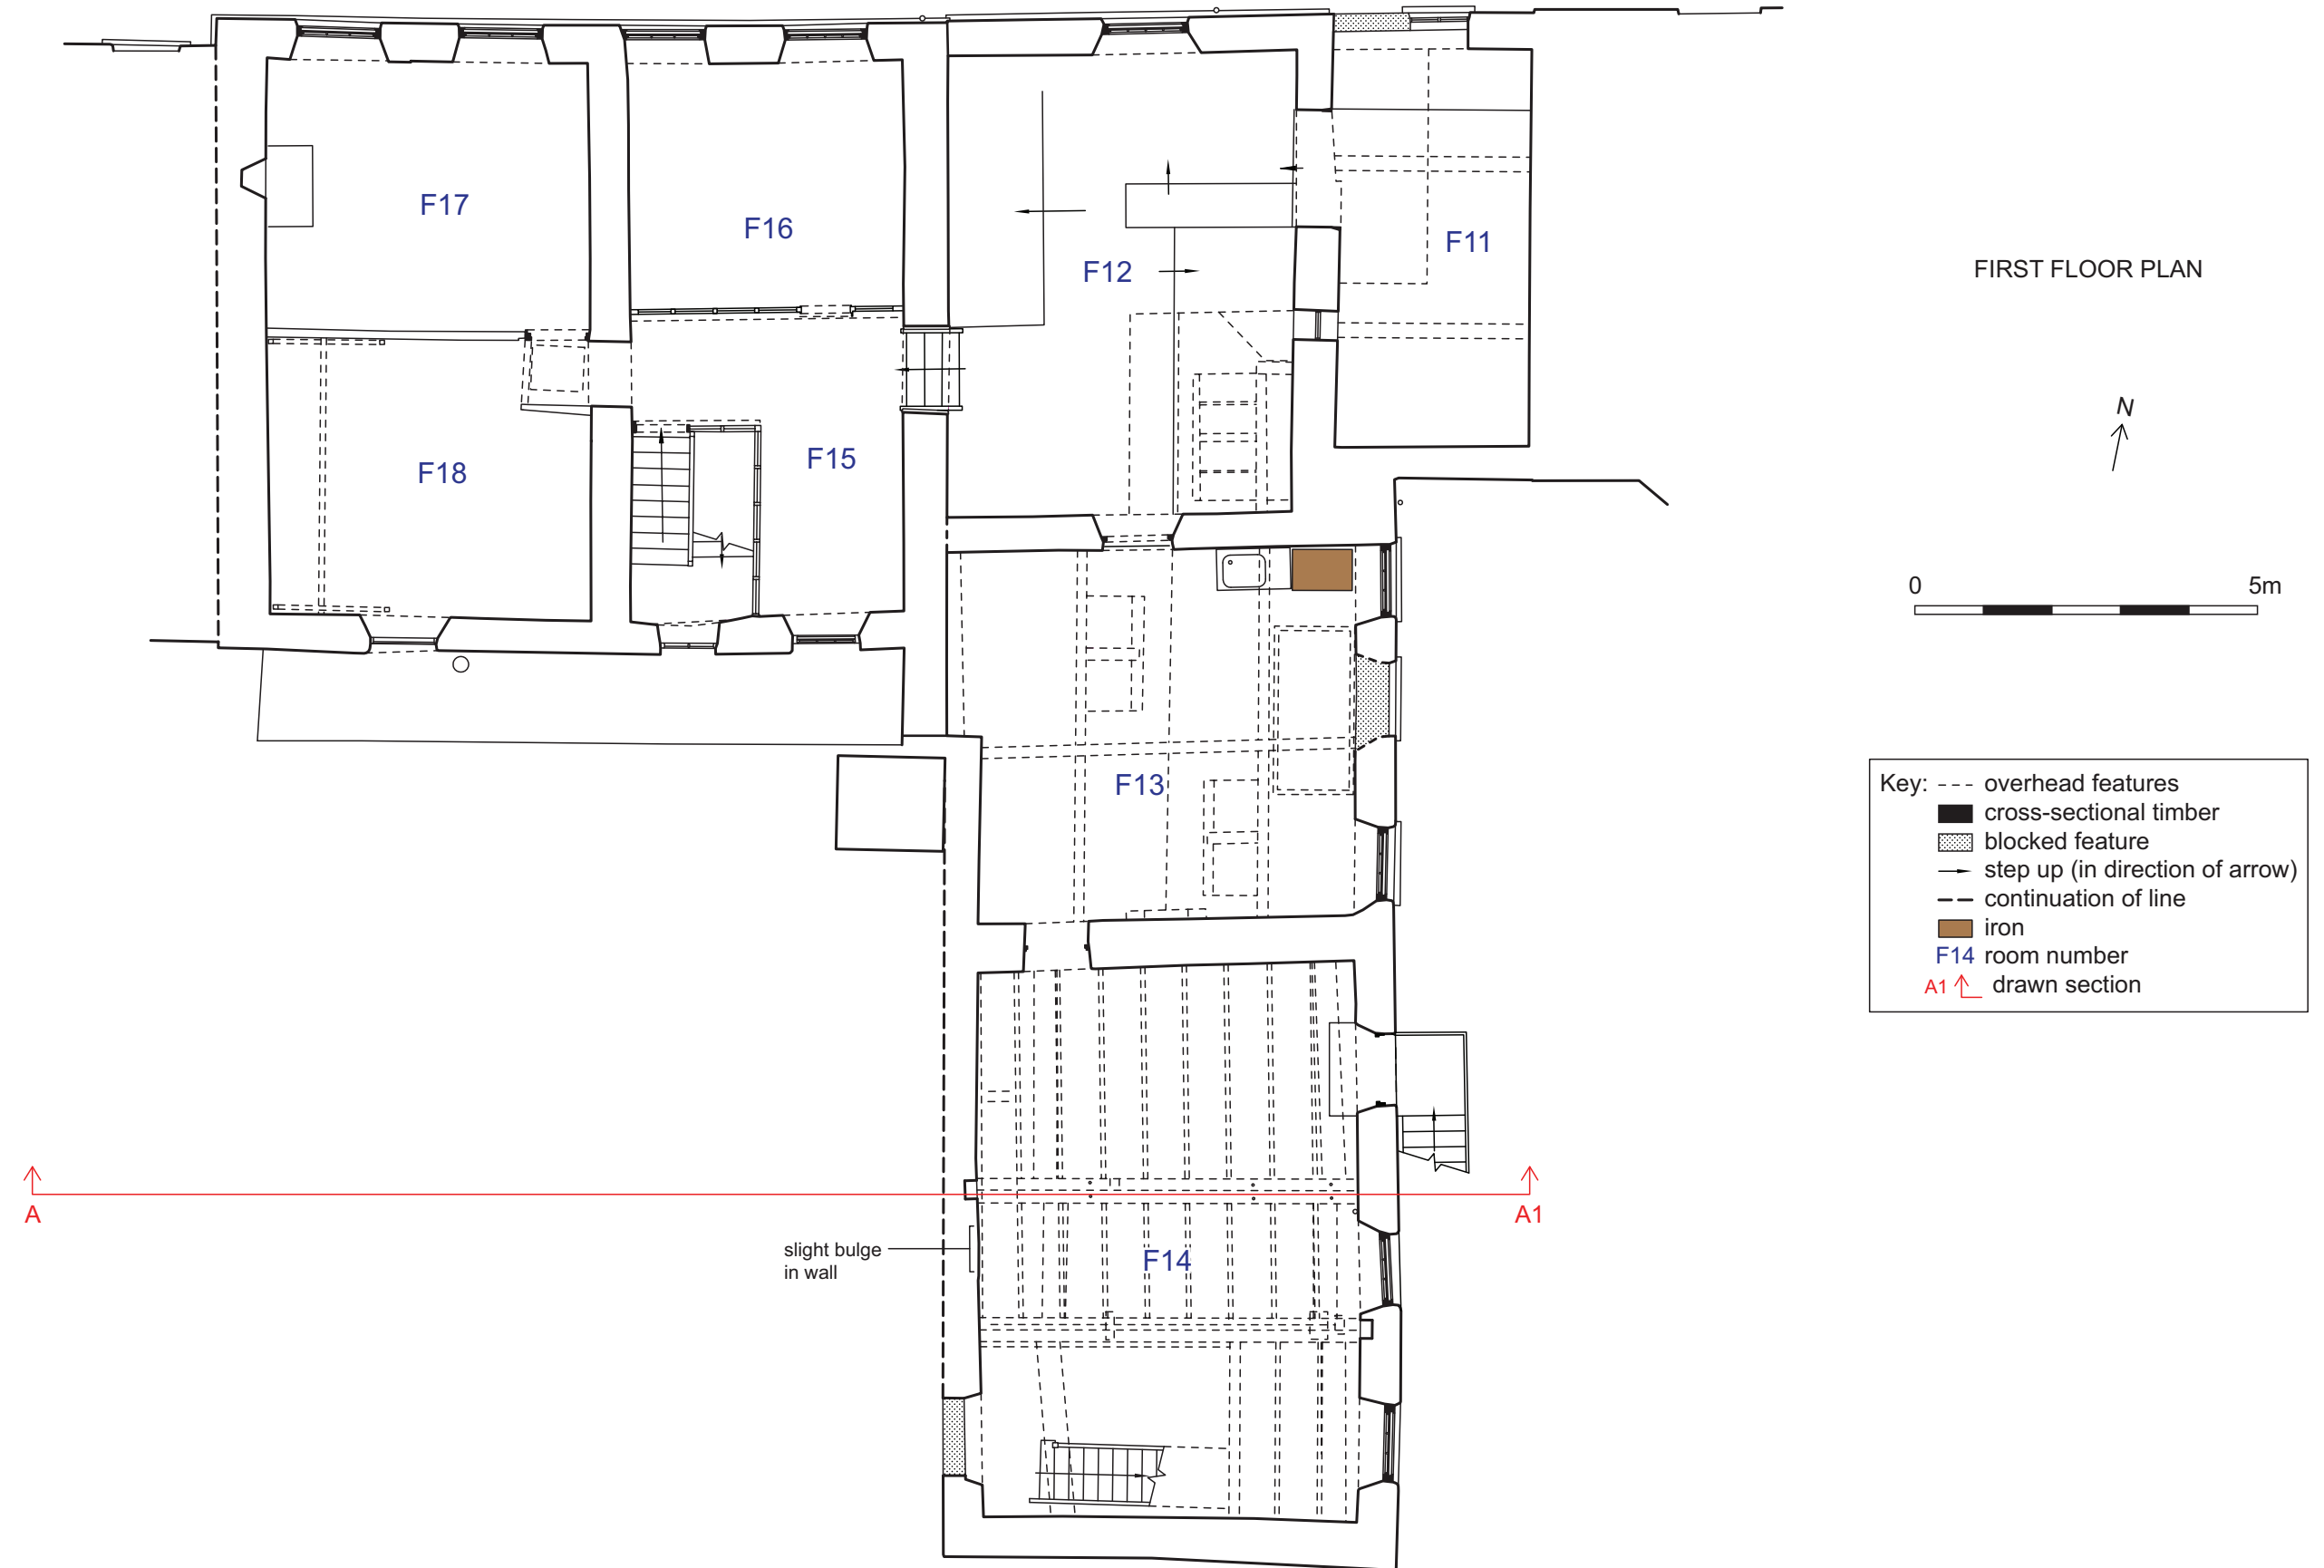 F17
F16
F12
F11
FIRST FLOOR PLAN
N
F18
F15
0 5m
F13
Key: overhead features
cross-sectional timber
blocked feature
step up (in direction of arrow)
continuation of line
iron
F14 room number
A1 drawn section
A
A1
slight bulge
in wall
F14